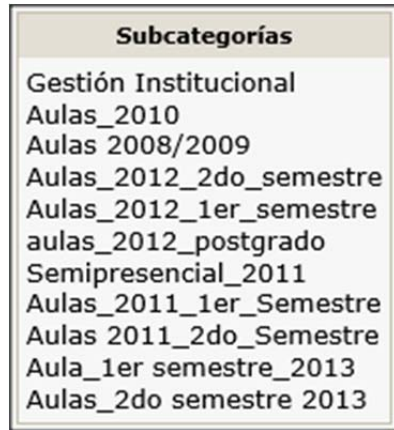 Subcategorías
Gestión Institucional
Aulas_2010
Aulas 2008/2009
Aulas_2012_2do_semestre
Aulas_2012_1er_semestre
aulas_2012_postgrado
Semipresencial_2011
Aulas_2011_1er_Semestre
Aulas 2011_2do_Semestre
Aula_1er semestre_2013
Aulas_2do semestre 2013